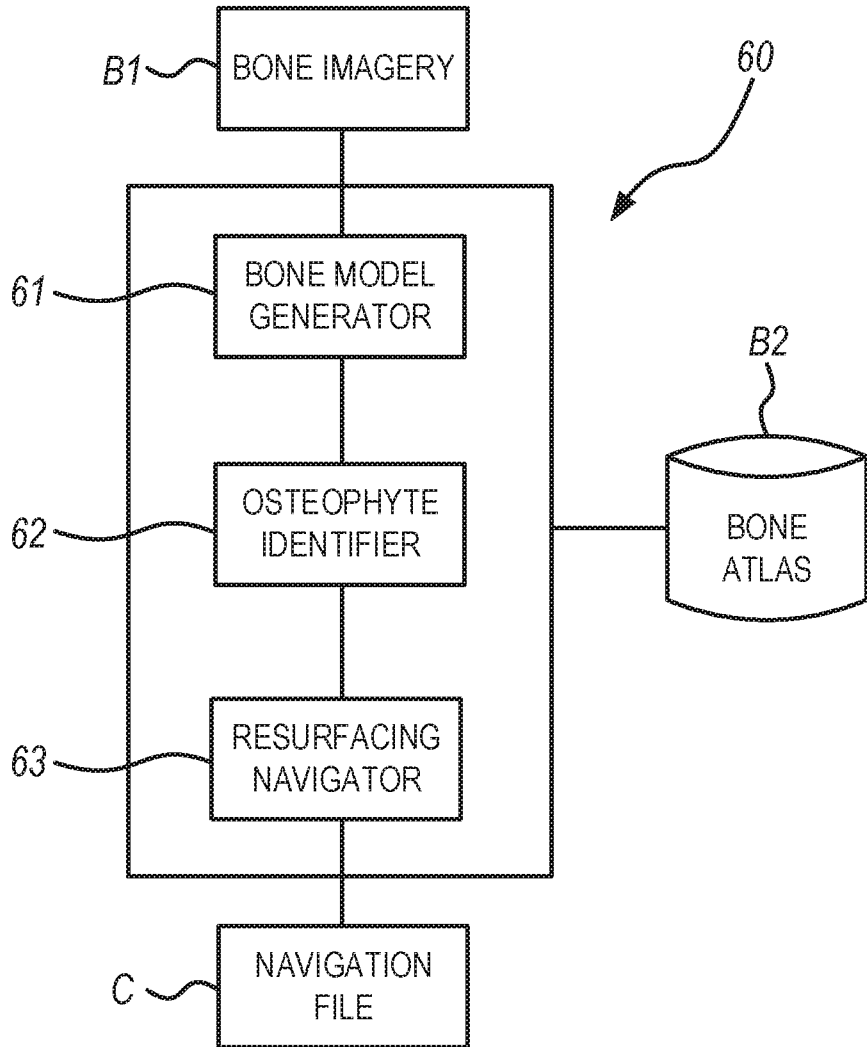 B1
BONE IMAGERY
60
61
BONE MODEL
GENERATOR
B2
62
OSTEOPHYTE
IDENTIFIER
BONE
ATLAS
63
RESURFACING
NAVIGATOR
C
NAVIGATION
FILE